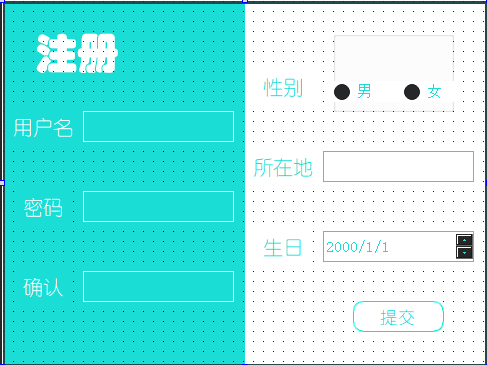 注册
用户名
密码
确认
性别
男 女
所在地
生日 2000/1/1
提交